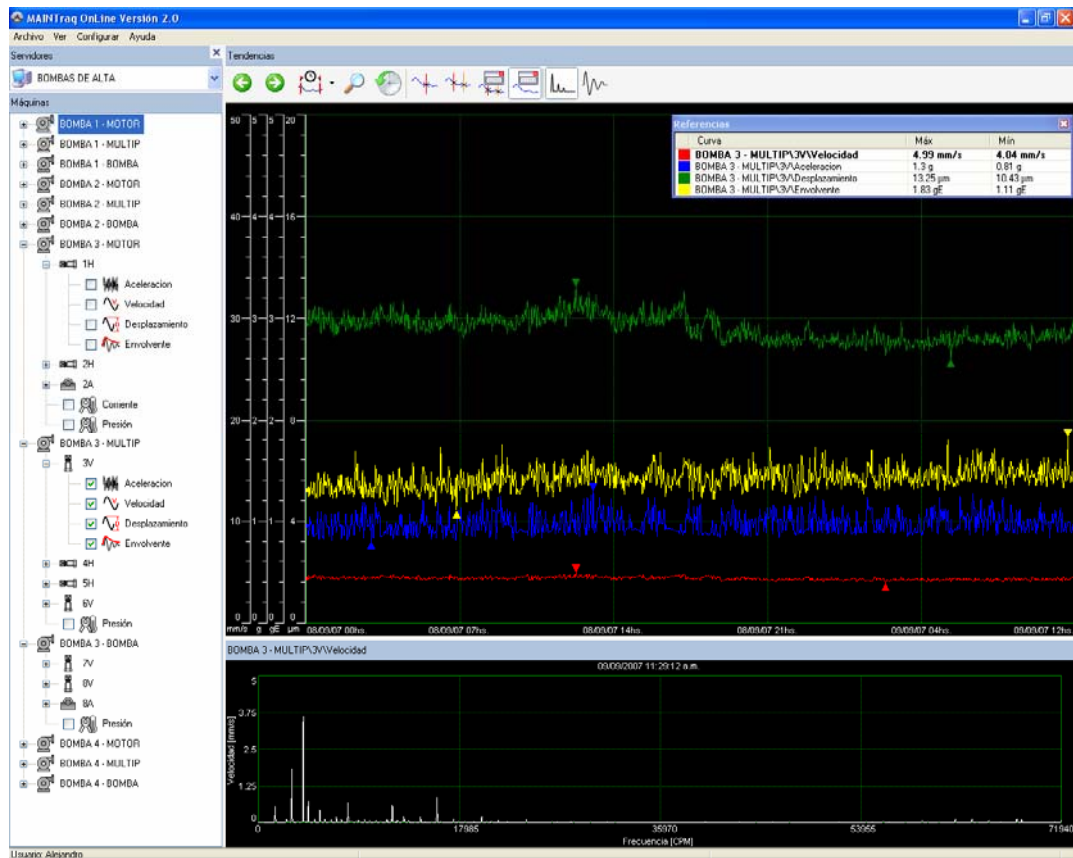 MAINTraq OnLine Versión 2.0
Archivo Ver Configurar Ayuda
Servidores
BOMBAS DE ALTA
Máquinas
BOMBA 1 - MOTOR
BOMBA 1 - MULTIP
BOMBA 1 - BOMBA
BOMBA 2 - MOTOR
BOMBA 2 - MULTIP
BOMBA 2 - BOMBA
BOMBA 3 - MOTOR
1H
Aceleracion
Velocidad
Desplazamiento
Envolvente
2H
2A
Corriente
Presión
BOMBA 3 - MULTIP
3V
Aceleracion
Velocidad
Desplazamiento
Envolvente
4H
5H
6V
Presión
BOMBA 3 - BOMBA
7V
8V
8A
Presión
BOMBA 4 - MOTOR
BOMBA 4 - MULTIP
BOMBA 4 - BOMBA
Tendencias
Referencias
Curva Máx Mín
BOMBA 3 - MULTIP\3V\Velocidad 4.99 mm/s 4.04 mm/s
BOMBA 3 - MULTIP\3V\Aceleracion 1.3 g 0.81 g
BOMBA 3 - MULTIP\3V\Desplazamiento 13.25 µm 10.43 µm
BOMBA 3 - MULTIP\3V\Envolvente 1.83 gE 1.11 gE
50 5 5 20
40 4 4 16
30 3 3 12
20 2 2 8
10 1 1 4
0 0 0 0
mm/s g gE µm
08/09/07 00hs. 08/09/07 07hs. 08/09/07 14hs. 08/09/07 21hs. 09/09/07 04hs. 09/09/07 12hs.
BOMBA 3 - MULTIP\3V\Velocidad
09/09/2007 11:29:12 a.m.
Velocidad [mm/s]
5
3.75
2.5
1.25
0
0 17985 35970 53955 71940
Frecuencia [CPM]
Usuario: Alejandro